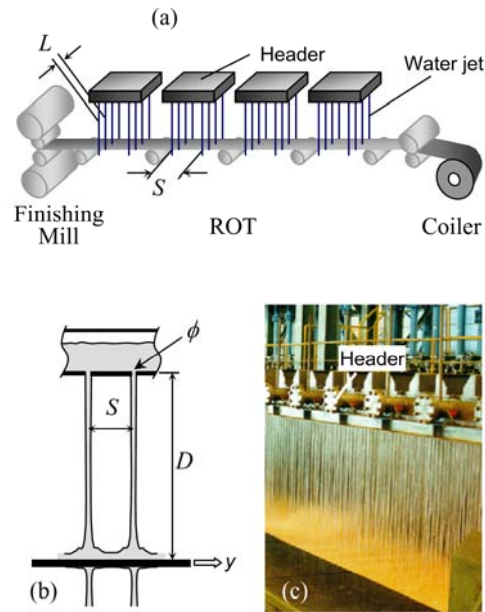 (a)
L
Header
Water jet
S
Finishing
Mill
ROT
Coiler
ϕ
S
D
y
(b)
Header
(c)